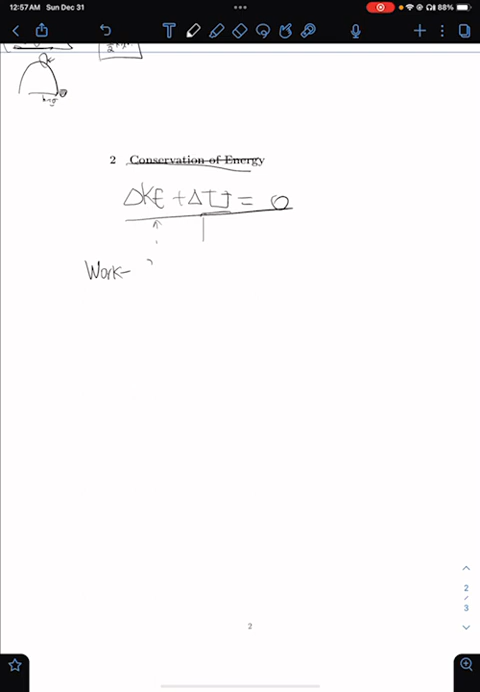 12:57 AM Sun Dec 31
88%
T
2 Conservation of Energy
ΔKE + ΔU = 0
Work-
2
/
3
2